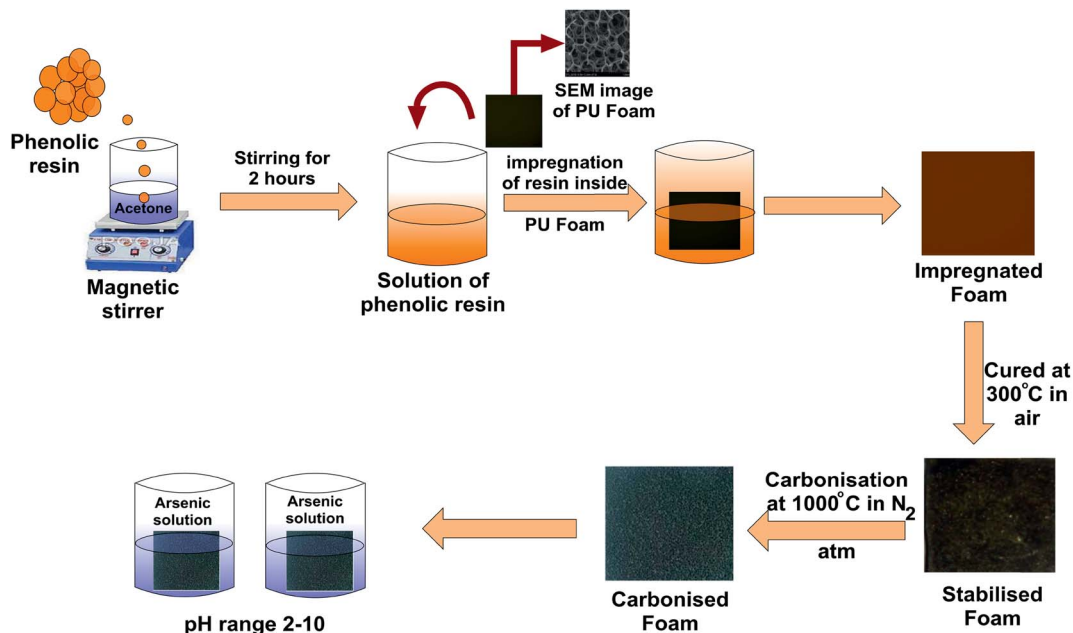 Phenolic
resin
Acetone
Magnetic
stirrer
Stirring for
2 hours
Solution of
phenolic resin
SEM image
of PU Foam
impregnation
of resin inside
PU Foam
Impregnated
Foam
Cured at
300°C in
air
Stabilised
Foam
Carbonisation
at 1000°C in N₂
atm
Carbonised
Foam
Arsenic
solution
Arsenic
solution
pH range 2-10